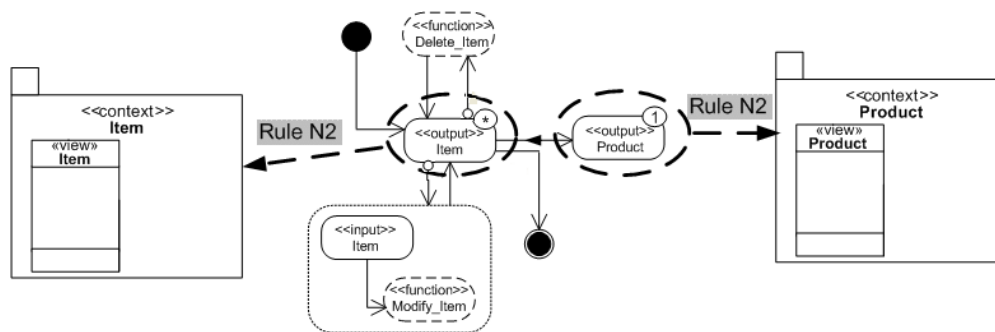 <<function>>
Delete_Item
<<context>>
Item
«view»
Item
Rule N2
*
<<output>>
Item
1
<<output>>
Product
Rule N2
<<context>>
Product
«view»
Product
<<input>>
Item
<<function>>
Modify_Item